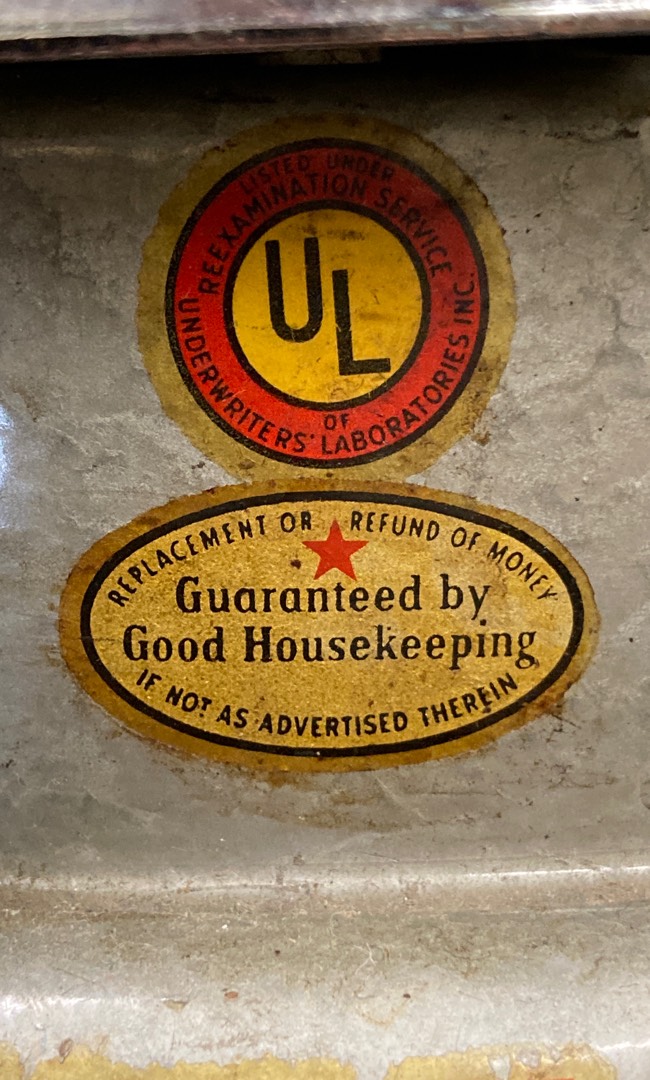 LISTED UNDER
REEXAMINATION SERVICE
UL
OF
UNDERWRITERS' LABORATORIES INC.
REPLACEMENT OR REFUND OF MONEY
Guaranteed by
Good Housekeeping
IF NOT AS ADVERTISED THEREIN